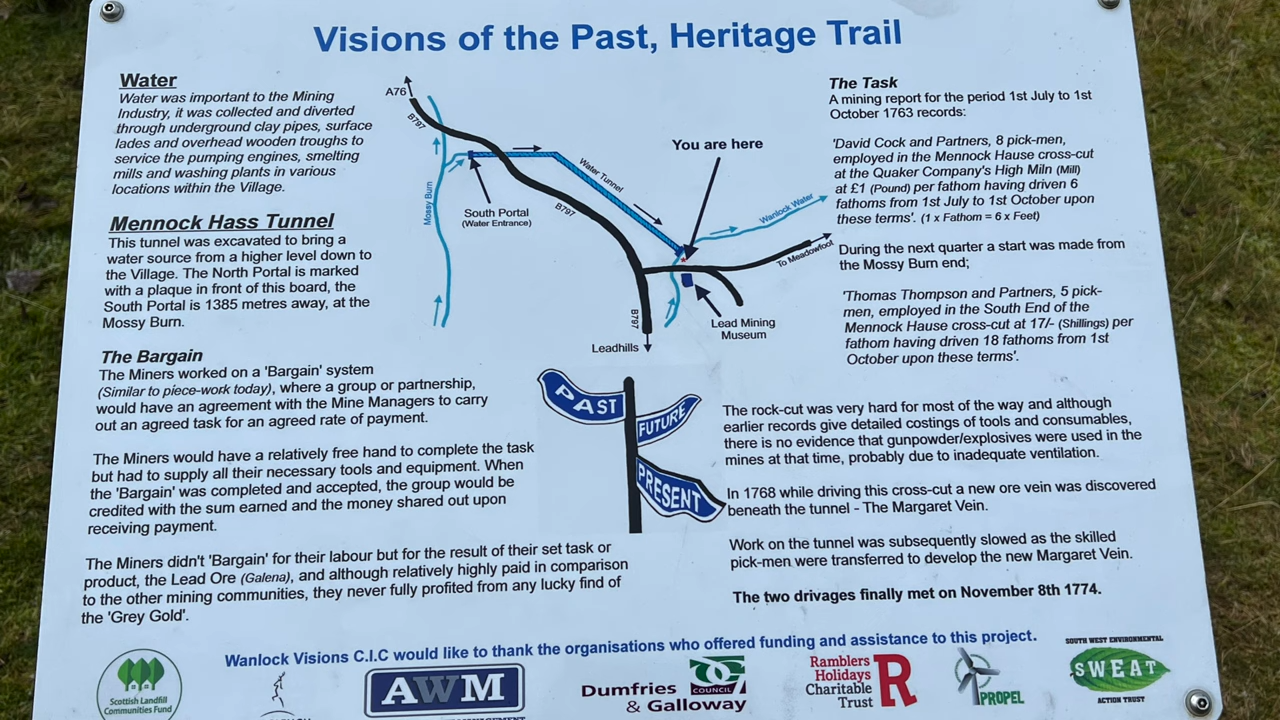 Visions of the Past, Heritage Trail
Water
Water was important to the Mining
Industry, it was collected and diverted
through underground clay pipes, surface
lades and overhead wooden troughs to
service the pumping engines, smelting
mills and washing plants in various
locations within the Village.
Mennock Hass Tunnel
This tunnel was excavated to bring a
water source from a higher level down to
the Village. The North Portal is marked
with a plaque in front of this board, the
South Portal is 1385 metres away, at the
Mossy Burn.
The Bargain
The Miners worked on a 'Bargain' system
(Similar to piece-work today), where a group or partnership,
would have an agreement with the Mine Managers to carry
out an agreed task for an agreed rate of payment.
The Miners would have a relatively free hand to complete the task
but had to supply all their necessary tools and equipment. When
the 'Bargain' was completed and accepted, the group would be
credited with the sum earned and the money shared out upon
receiving payment.
The Miners didn't 'Bargain' for their labour but for the result of their set task or
product, the Lead Ore (Galena), and although relatively highly paid in comparison
to the other mining communities, they never fully profited from any lucky find of
the 'Grey Gold'.
A76
B797
Mossy Burn
South Portal
(Water Entrance)
B797
Water Tunnel
You are here
Wanlock Water
To Meadowfoot
Lead Mining
Museum
B797
Leadhills
PAST
FUTURE
PRESENT
The Task
A mining report for the period 1st July to 1st
October 1763 records:
'David Cock and Partners, 8 pick-men,
employed in the Mennock Hause cross-cut
at the Quaker Company's High Miln (Mill)
at £1 (Pound) per fathom having driven 6
fathoms from 1st July to 1st October upon
these terms'. (1 x Fathom = 6 x Feet)
During the next quarter a start was made from
the Mossy Burn end;
'Thomas Thompson and Partners, 5 pick-
men, employed in the South End of the
Mennock Hause cross-cut at 17/- (Shillings) per
fathom having driven 18 fathoms from 1st
October upon these terms'.
The rock-cut was very hard for most of the way and although
earlier records give detailed costings of tools and consumables,
there is no evidence that gunpowder/explosives were used in the
mines at that time, probably due to inadequate ventilation.
In 1768 while driving this cross-cut a new ore vein was discovered
beneath the tunnel - The Margaret Vein.
Work on the tunnel was subsequently slowed as the skilled
pick-men were transferred to develop the new Margaret Vein.
The two drivages finally met on November 8th 1774.
Wanlock Visions C.I.C would like to thank the organisations who offered funding and assistance to this project.
Scottish Landfill
Communities Fund
AWM
Dumfries
& Galloway
COUNCIL
Ramblers
Holidays
Charitable
Trust
R
PROPEL
SOUTH WEST ENVIRONMENTAL
SWEAT
ACTION TRUST